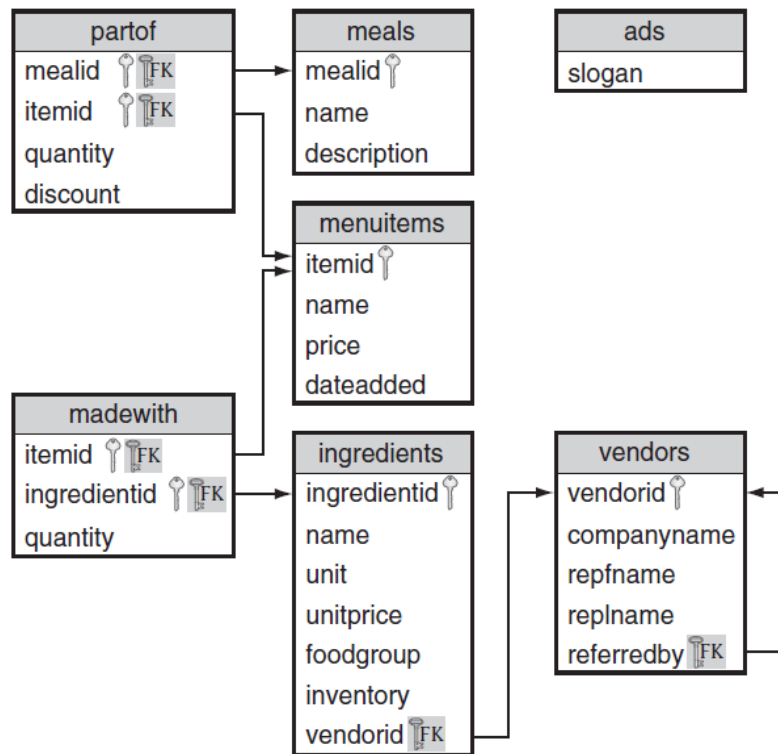 partof
mealid FK
itemid FK
quantity
discount
meals
mealid
name
description
ads
slogan
menuitems
itemid
name
price
dateadded
madewith
itemid FK
ingredientid FK
quantity
ingredients
ingredientid
name
unit
unitprice
foodgroup
inventory
vendorid FK
vendors
vendorid
companyname
repfname
replname
referredby FK